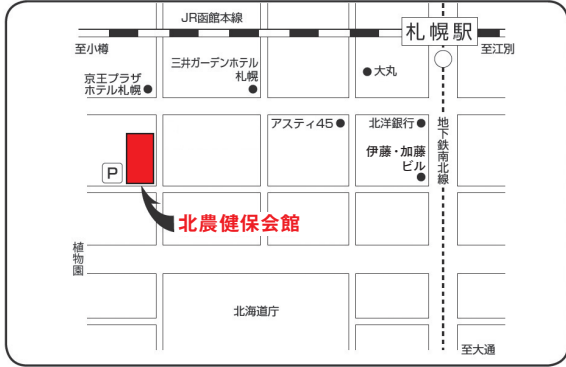 JR函館本線
札幌駅
至小樽
至江別
三井ガーデンホテル
札幌
大丸
京王プラザ
ホテル札幌
アスティ45
北洋銀行
地下鉄南北線
伊藤・加藤
ビル
P
北農健保会館
植物園
北海道庁
至大通